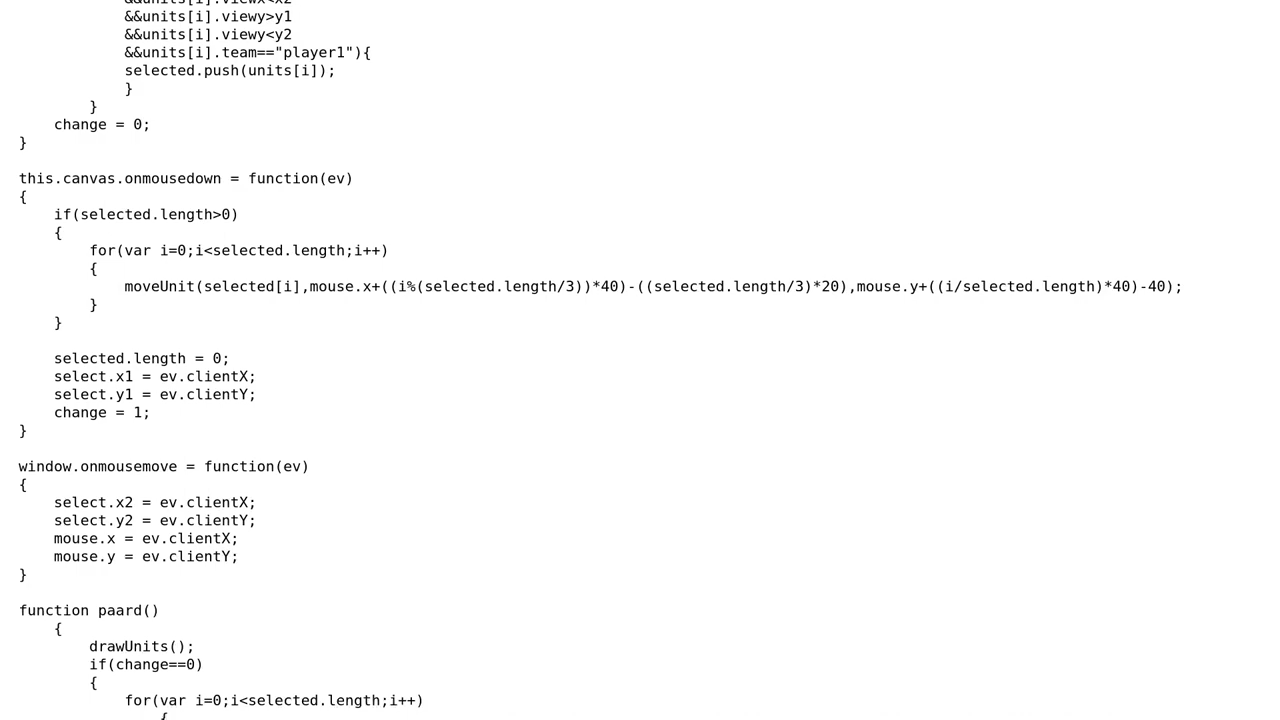 &&units[i].viewx<x2
&&units[i].viewy>y1
&&units[i].viewy<y2
&&units[i].team=="player1"){
selected.push(units[i]);
}
}
change = 0;
}
this.canvas.onmousedown = function(ev)
{
if(selected.length>0)
{
for(var i=0;i<selected.length;i++)
{
moveUnit(selected[i],mouse.x+((i%(selected.length/3))*40)-((selected.length/3)*20),mouse.y+((i/selected.length)*40)-40);
}
}
selected.length = 0;
select.x1 = ev.clientX;
select.y1 = ev.clientY;
change = 1;
}
window.onmousemove = function(ev)
{
select.x2 = ev.clientX;
select.y2 = ev.clientY;
mouse.x = ev.clientX;
mouse.y = ev.clientY;
}
function paard()
{
drawUnits();
if(change==0)
{
for(var i=0;i<selected.length;i++)
{